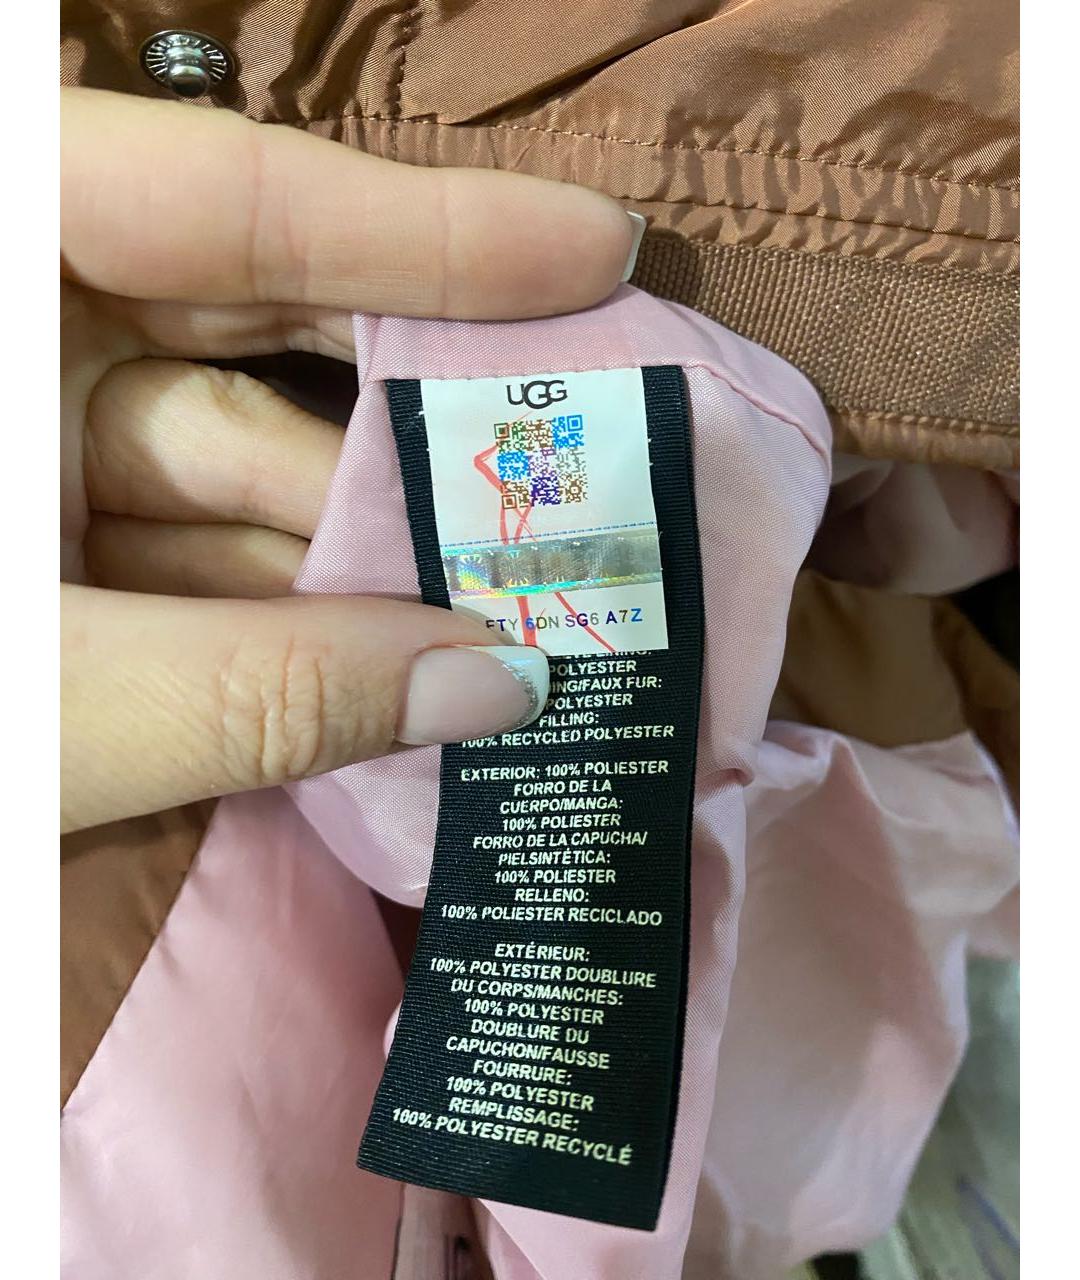 UGG
FTY 6DN SG6 A7Z
POLYESTER
FAUX FUR:
POLYESTER
FILLING:
100% RECYCLED POLYESTER
EXTERIOR: 100% POLIESTER
FORRO DE LA
CUERPO/MANGA:
100% POLIESTER
FORRO DE LA CAPUCHA/
PIELSINTÉTICA:
100% POLIESTER
RELLENO:
100% POLIESTER RECICLADO
EXTÉRIEUR:
100% POLYESTER DOUBLURE
DU CORPS/MANCHES:
100% POLYESTER
DOUBLURE DU
CAPUCHON/FAUSSE
FOURRURE:
100% POLYESTER
REMPLISSAGE:
100% POLYESTER RECYCLÉ